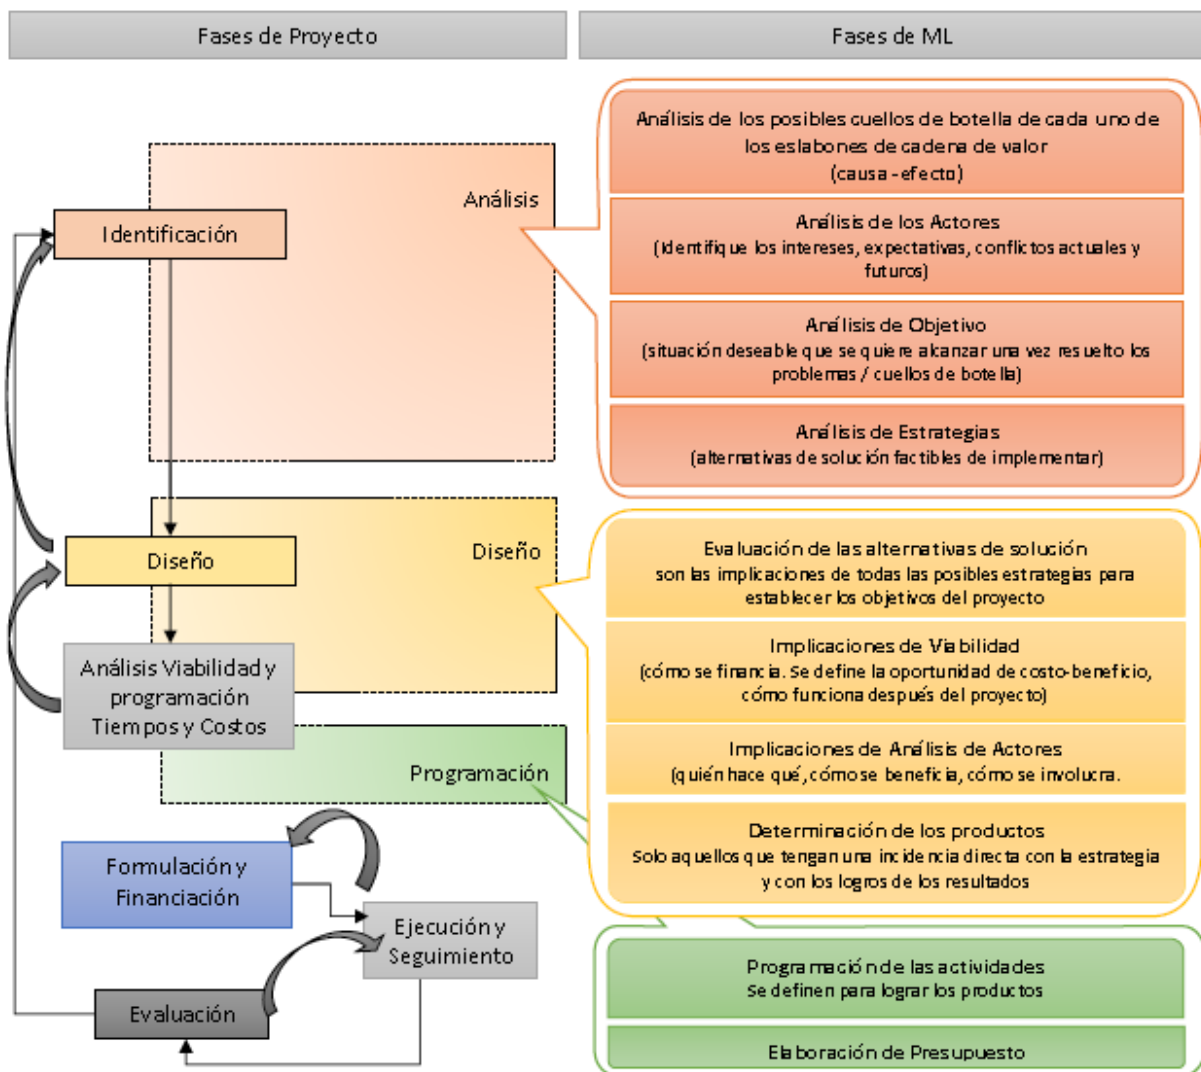 Fases de Proyecto
Fases de ML
Análisis
Identificación
Diseño
Diseño
Análisis Viabilidad y
programación
Tiempos y Costos
Programación
Formulación y
Financiación
Ejecución y
Seguimiento
Evaluación
Análisis de los posibles cuellos de botella de cada uno de
los eslabones de cadena de valor
(causa -efecto)
Análisis de los Actores
(Identifique los intereses, expectativas, conflictos actuales y
futuros)
Análisis de Objetivo
(situación deseable que se quiere alcanzar una vez resuelto los
problemas / cuellos de botella)
Análisis de Estrategias
(alternativas de solución factibles de implementar)
Evaluación de las alternativas de solución
son las implicaciones de todas las posibles estrategias para
establecer los objetivos del proyecto
Implicaciones de Viabilidad
(cómo se financia. Se define la oportunidad de costo-beneficio,
cómo funciona después del proyecto)
Implicaciones de Análisis de Actores
(quién hace qué, cómo se beneficia, cómo se involucra.
Determinación de los productos
Solo aquellos que tengan una incidencia directa con la estrategia
y con los logros de los resultados
Programación de las actividades
Se definen para lograr los productos
Elaboración de Presupuesto